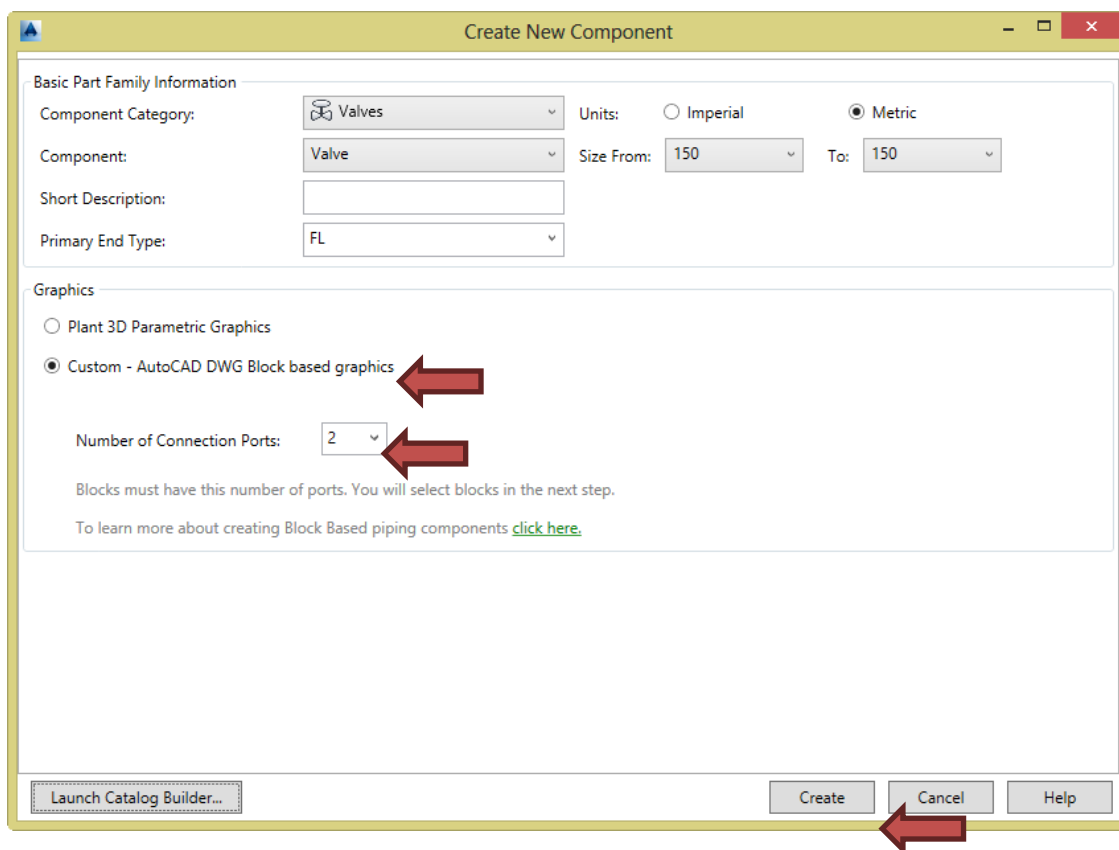 Create New Component
Basic Part Family Information
Component Category: Valves Units: Imperial Metric
Component: Valve Size From: 150 To: 150
Short Description:
Primary End Type: FL
Graphics
Plant 3D Parametric Graphics
Custom - AutoCAD DWG Block based graphics
Number of Connection Ports: 2
Blocks must have this number of ports. You will select blocks in the next step.
To learn more about creating Block Based piping components click here.
Launch Catalog Builder... Create Cancel Help